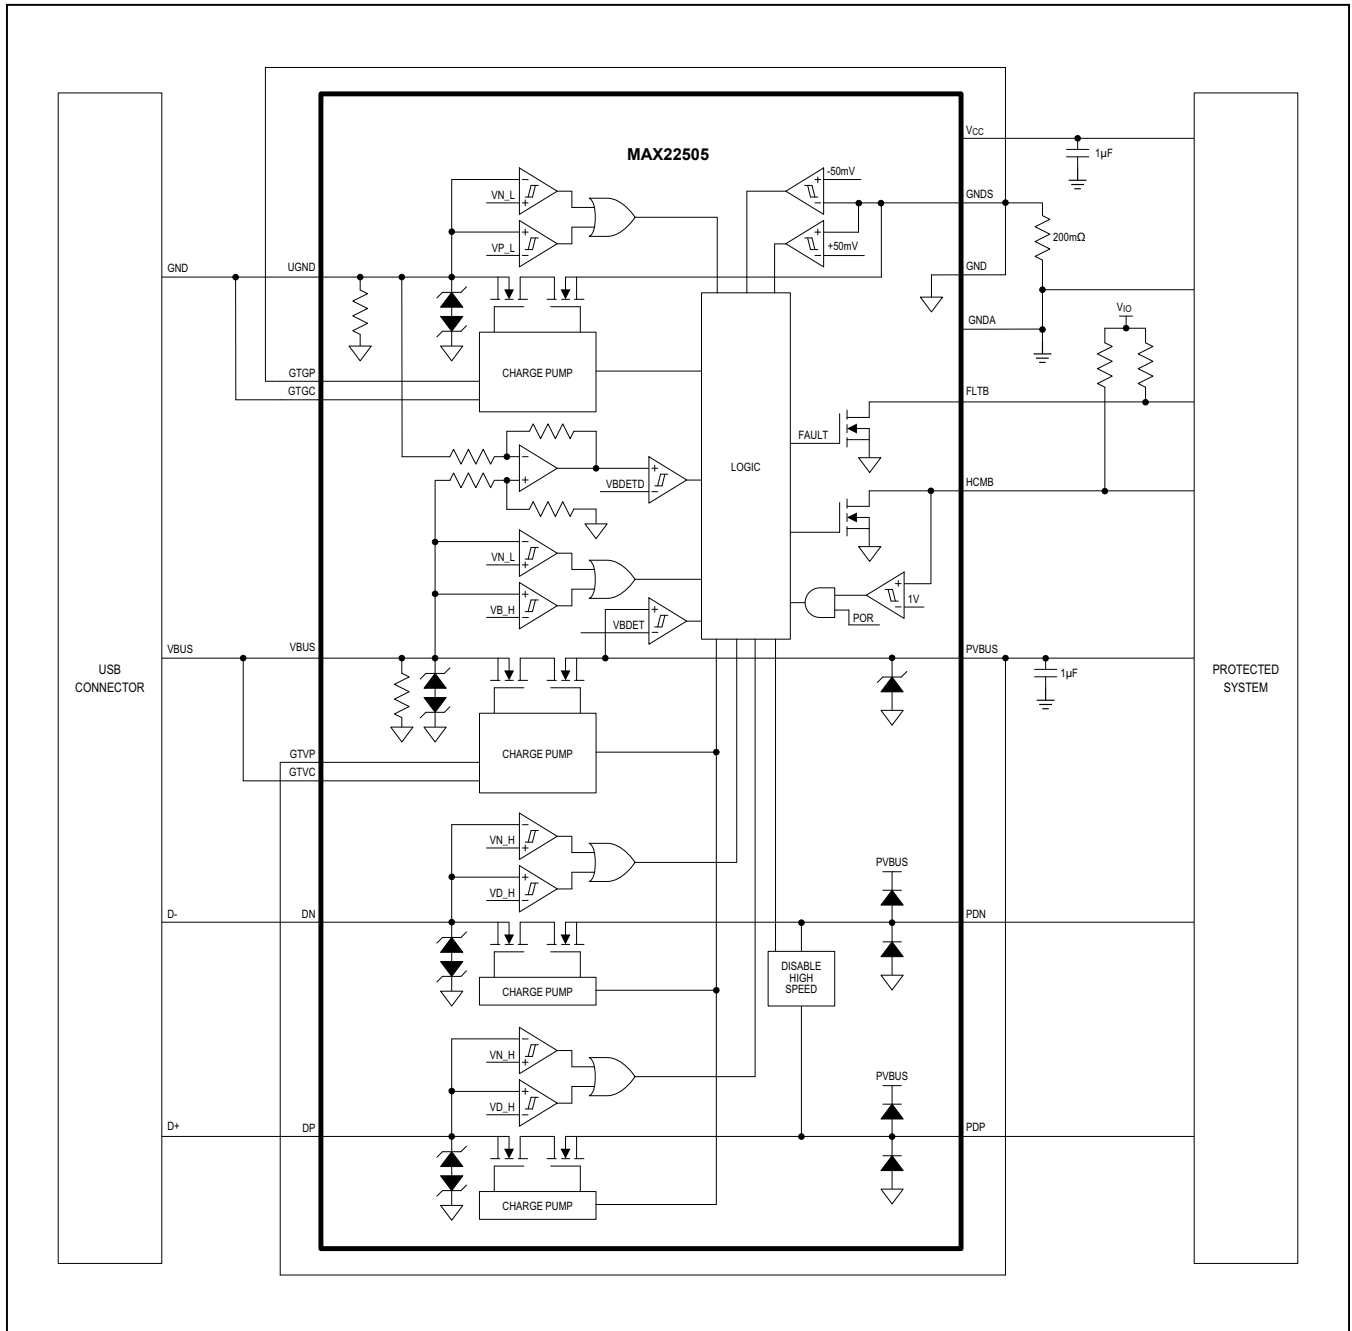 MAX22505
VCC
1µF
-50mV
VN_L
GNDS
VP_L
+50mV
200mΩ
GND
UGND
GND
VIO
GNDA
CHARGE PUMP
GTGP
GTGC
FLTB
FAULT
LOGIC
VBDETD
HCMB
VN_L
1V
VB_H
POR
VBDET
VBUS
VBUS
PVBUS
USB
CONNECTOR
1µF
PROTECTED
SYSTEM
CHARGE PUMP
GTVP
GTVC
VN_H
PVBUS
VD_H
D-
DN
PDN
DISABLE
HIGH
SPEED
CHARGE PUMP
VN_H
PVBUS
VD_H
D+
DP
PDP
CHARGE PUMP